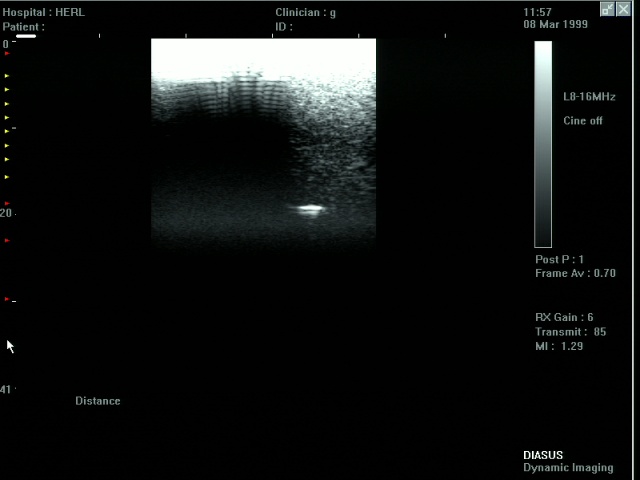 Hospital : HERL
Clinician : g
11:57
Patient :
ID :
08 Mar 1999
0
L8-16MHz
Cine off
20
Post P : 1
Frame Av : 0.70
RX Gain : 6
Transmit : 85
MI : 1.29
41
Distance
DIASUS
Dynamic Imaging